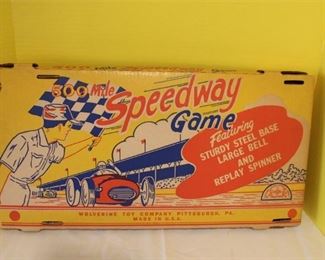 500 Mile
Speedway
Game
Featuring
STURDY STEEL BASE
LARGE BELL
AND
REPLAY SPINNER
WOLVERINE TOY COMPANY PITTSBURGH, PA.
MADE IN U.S.A.